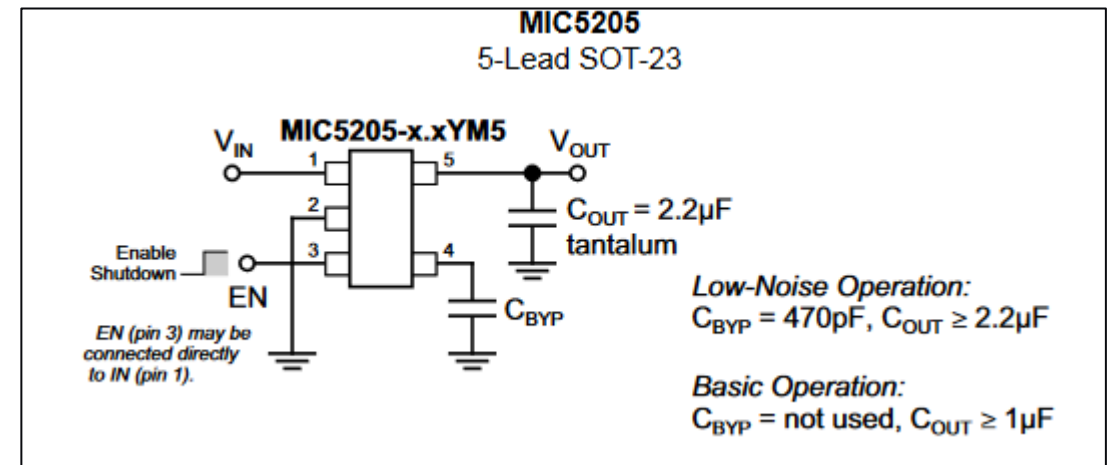 MIC5205
5-Lead SOT-23
MIC5205-x.xYM5
VIN
VOUT
1
5
2
COUT = 2.2µF
tantalum
Enable
Shutdown
3
4
EN
CBYP
EN (pin 3) may be
connected directly
to IN (pin 1).
Low-Noise Operation:
CBYP = 470pF, COUT ≥ 2.2µF
Basic Operation:
CBYP = not used, COUT ≥ 1µF